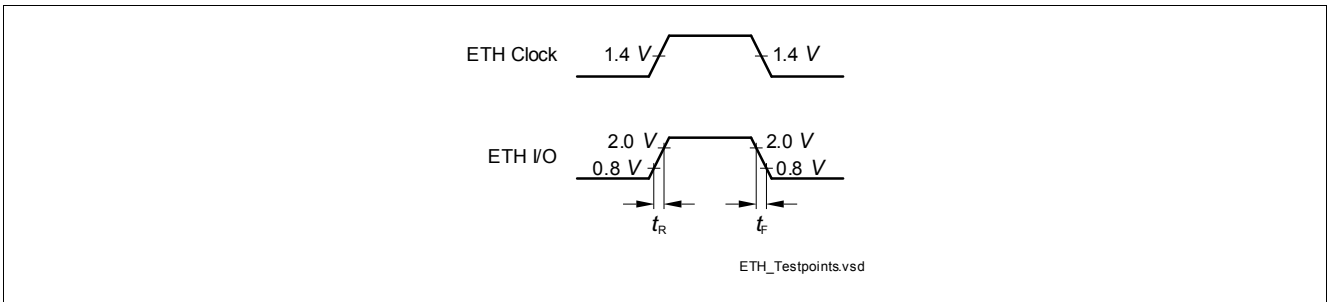 ETH Clock 1.4 V 1.4 V
2.0 V 2.0 V
ETH I/O
0.8 V 0.8 V
tR tF
ETH_Testpoints.vsd